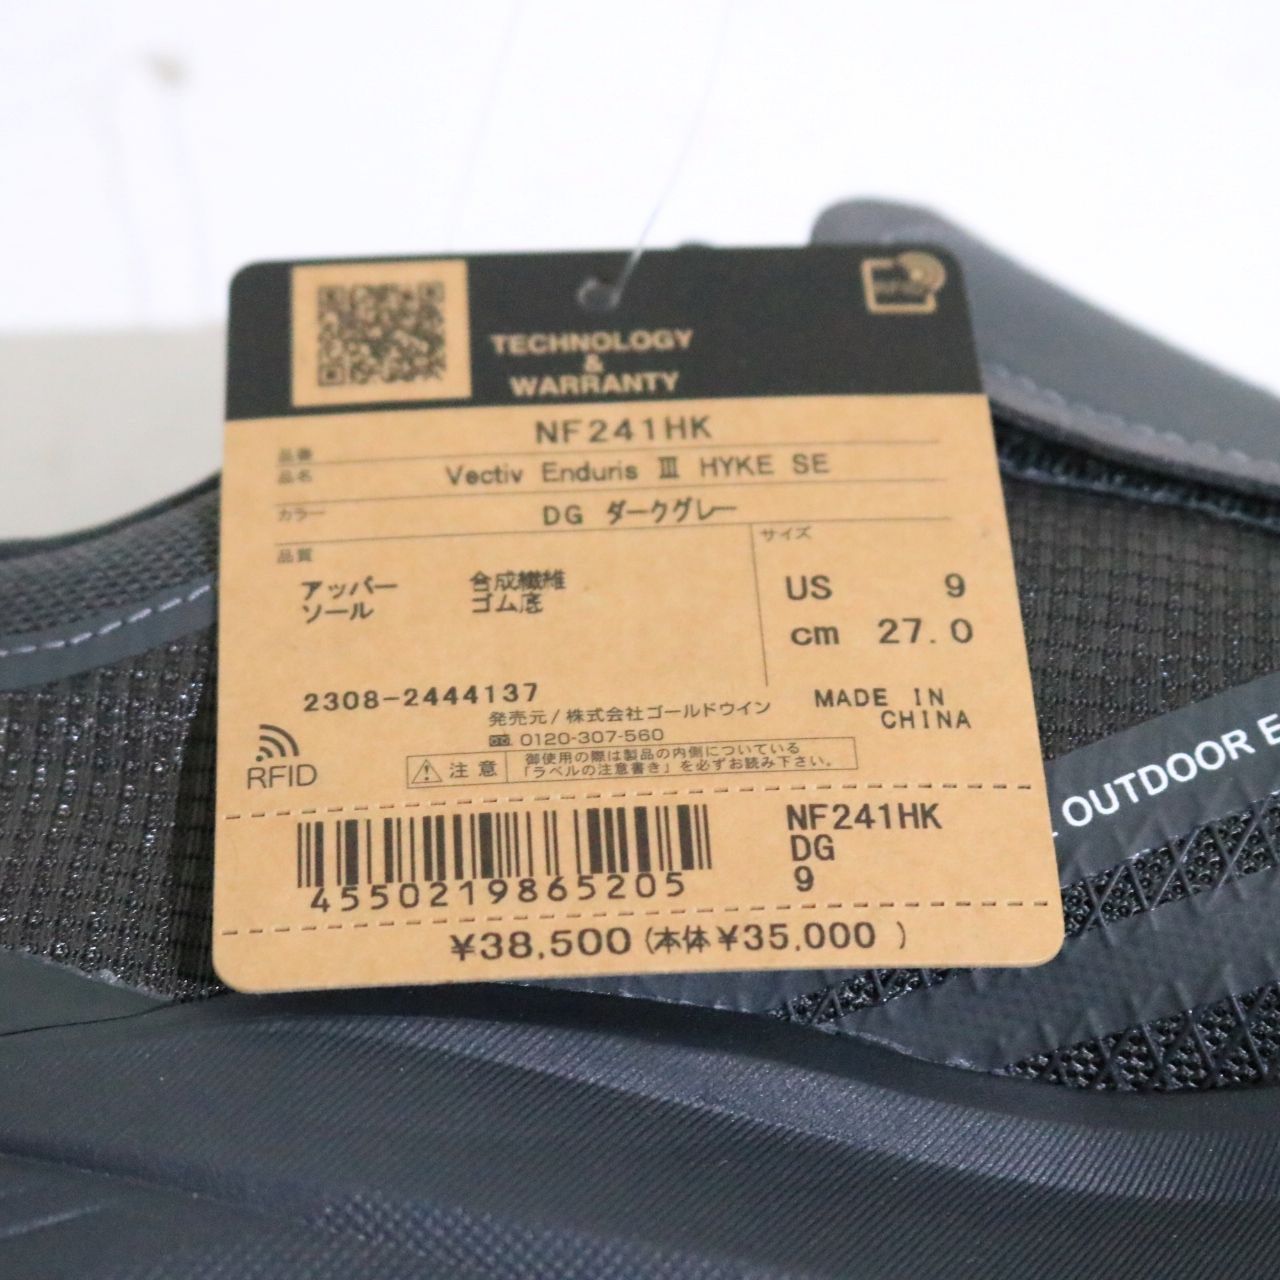 TECHNOLOGY
&
WARRANTY
品番 NF241HK
品名 Vectiv Enduris Ⅲ HYKE SE
カラー DG ダークグレー
品質
アッパー 合成繊維
ソール ゴム底
サイズ
US 9
cm 27.0
2308-2444137
発売元/株式会社ゴールドウイン
0120-307-560
MADE IN
CHINA
RFID
注意
御使用の際は製品の内側についている
「ラベルの注意書き」を必ずお読み下さい。
4550219865205
NF241HK
DG
9
¥38,500(本体¥35,000 )
OUTDOOR